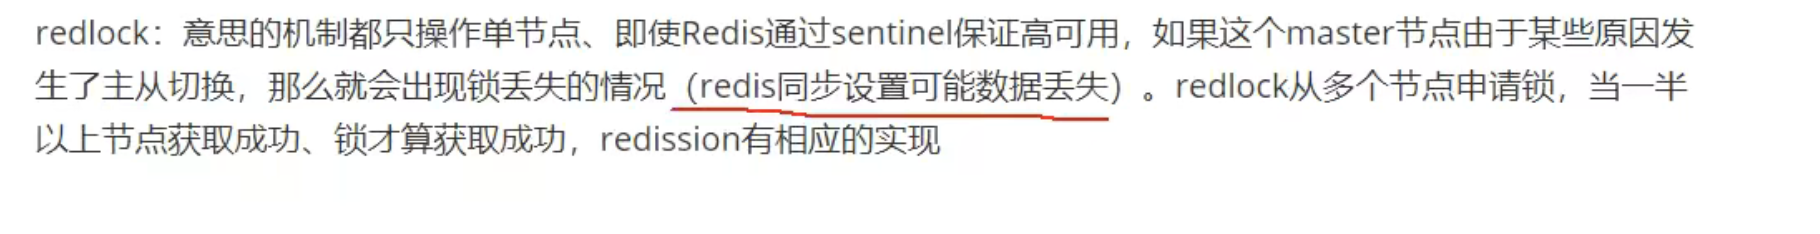 redlock：意思的机制都只操作单节点、即使Redis通过sentinel保证高可用，如果这个master节点由于某些原因发
生了主从切换，那么就会出现锁丢失的情况（redis同步设置可能数据丢失）。redlock从多个节点申请锁，当一半
以上节点获取成功、锁才算获取成功，redission有相应的实现